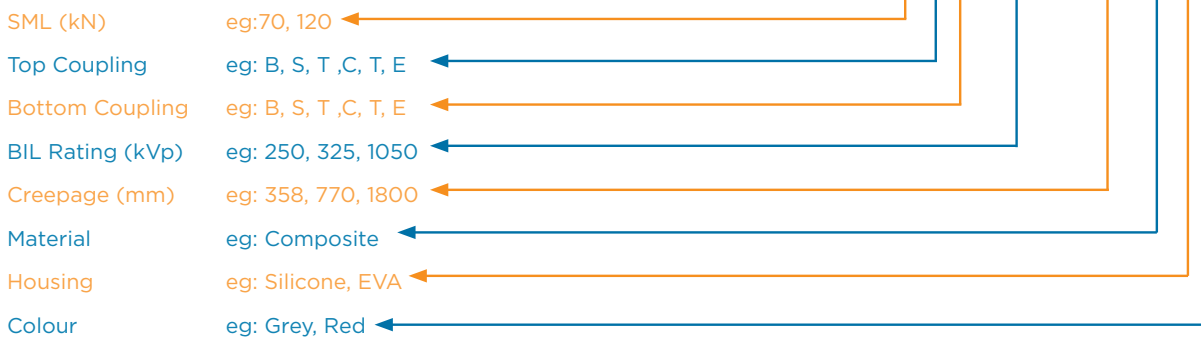 SML (kN) eg:70, 120
Top Coupling eg: B, S, T ,C, T, E
Bottom Coupling eg: B, S, T ,C, T, E
BIL Rating (kVp) eg: 250, 325, 1050
Creepage (mm) eg: 358, 770, 1800
Material eg: Composite
Housing eg: Silicone, EVA
Colour eg: Grey, Red